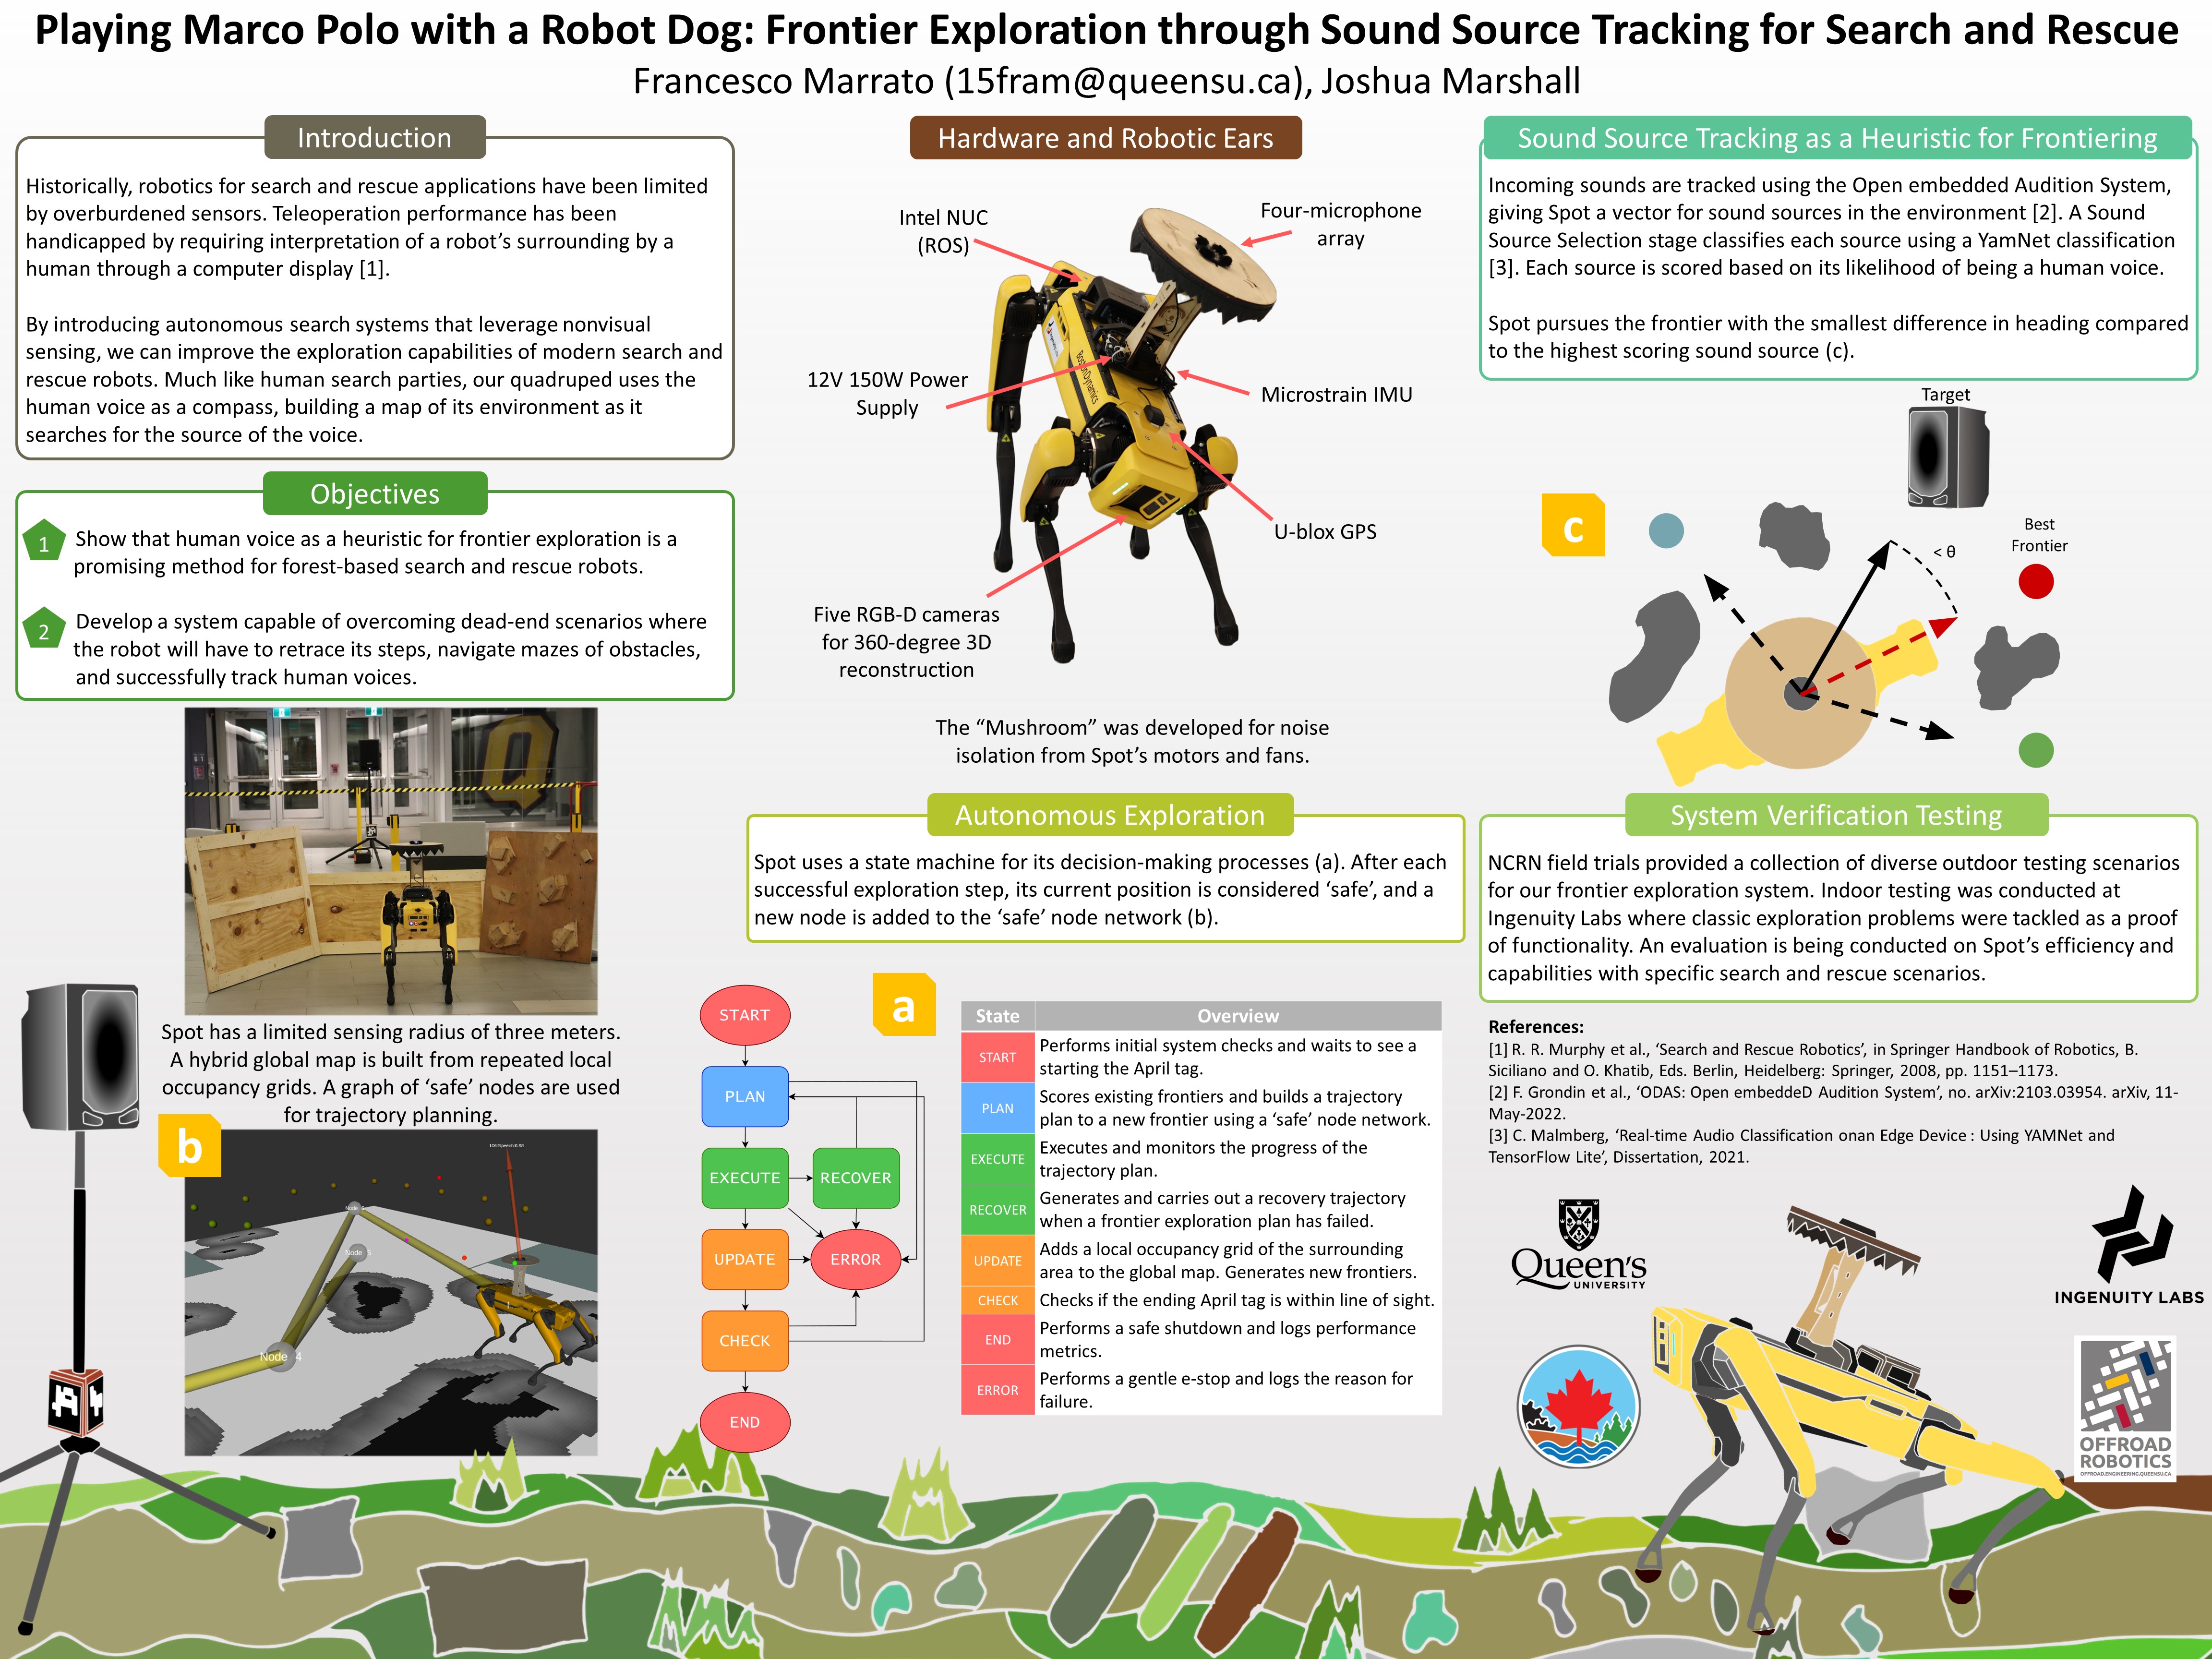 Playing Marco Polo with a Robot Dog: Frontier Exploration through Sound Source Tracking for Search and Rescue
Francesco Marrato (15fram@queensu.ca), Joshua Marshall
Introduction
Historically, robotics for search and rescue applications have been limited
by overburdened sensors. Teleoperation performance has been
handicapped by requiring interpretation of a robot's surrounding by a
human through a computer display [1].
By introducing autonomous search systems that leverage nonvisual
sensing, we can improve the exploration capabilities of modern search and
rescue robots. Much like human search parties, our quadruped uses the
human voice as a compass, building a map of its environment as it
searches for the source of the voice.
Objectives
1 Show that human voice as a heuristic for frontier exploration is a
promising method for forest-based search and rescue robots.
2 Develop a system capable of overcoming dead-end scenarios where
the robot will have to retrace its steps, navigate mazes of obstacles,
and successfully track human voices.
Q
Spot has a limited sensing radius of three meters.
A hybrid global map is built from repeated local
occupancy grids. A graph of 'safe' nodes are used
for trajectory planning.
b
Node 5
Node 4
Hardware and Robotic Ears
Intel NUC
(ROS)
Four-microphone
array
12V 150W Power
Supply
Microstrain IMU
BostonDynamics
U-blox GPS
Five RGB-D cameras
for 360-degree 3D
reconstruction
The “Mushroom” was developed for noise
isolation from Spot's motors and fans.
Autonomous Exploration
Spot uses a state machine for its decision-making processes (a). After each
successful exploration step, its current position is considered 'safe', and a
new node is added to the 'safe' node network (b).
a
START
PLAN
EXECUTE
RECOVER
UPDATE
ERROR
CHECK
END
State Overview
START Performs initial system checks and waits to see a
starting the April tag.
PLAN Scores existing frontiers and builds a trajectory
plan to a new frontier using a 'safe' node network.
EXECUTE Executes and monitors the progress of the
trajectory plan.
RECOVER Generates and carries out a recovery trajectory
when a frontier exploration plan has failed.
UPDATE Adds a local occupancy grid of the surrounding
area to the global map. Generates new frontiers.
CHECK Checks if the ending April tag is within line of sight.
END Performs a safe shutdown and logs performance
metrics.
ERROR Performs a gentle e-stop and logs the reason for
failure.
Sound Source Tracking as a Heuristic for Frontiering
Incoming sounds are tracked using the Open embedded Audition System,
giving Spot a vector for sound sources in the environment [2]. A Sound
Source Selection stage classifies each source using a YamNet classification
[3]. Each source is scored based on its likelihood of being a human voice.
Spot pursues the frontier with the smallest difference in heading compared
to the highest scoring sound source (c).
Target
c
Best
Frontier
< θ
System Verification Testing
NCRN field trials provided a collection of diverse outdoor testing scenarios
for our frontier exploration system. Indoor testing was conducted at
Ingenuity Labs where classic exploration problems were tackled as a proof
of functionality. An evaluation is being conducted on Spot's efficiency and
capabilities with specific search and rescue scenarios.
References:
[1] R. R. Murphy et al., 'Search and Rescue Robotics', in Springer Handbook of Robotics, B.
Siciliano and O. Khatib, Eds. Berlin, Heidelberg: Springer, 2008, pp. 1151–1173.
[2] F. Grondin et al., 'ODAS: Open embeddeD Audition System', no. arXiv:2103.03954. arXiv, 11-
May-2022.
[3] C. Malmberg, 'Real-time Audio Classification onan Edge Device : Using YAMNet and
TensorFlow Lite', Dissertation, 2021.
Queen's
UNIVERSITY
INGENUITY LABS
OFFROAD
ROBOTICS
OFFROAD.ENGINEERING.QUEENSU.CA